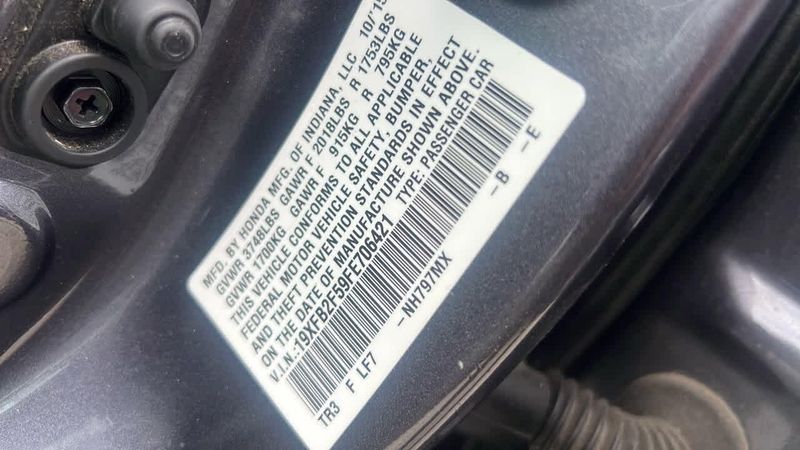 MFD. BY HONDA MFG. OF INDIANA, LLC 10/15
GVWR 3748LBS GAWR F 2018LBS R 1753LBS
GVWR 1700KG GAWR F 915KG R 795KG
THIS VEHICLE CONFORMS TO ALL APPLICABLE
FEDERAL MOTOR VEHICLE SAFETY, BUMPER,
AND THEFT PREVENTION STANDARDS IN EFFECT
ON THE DATE OF MANUFACTURE SHOWN ABOVE.
V.I.N.:19XFB2F59FE706421 TYPE: PASSENGER CAR
TR3 F LF7 -NH797MX -B -E